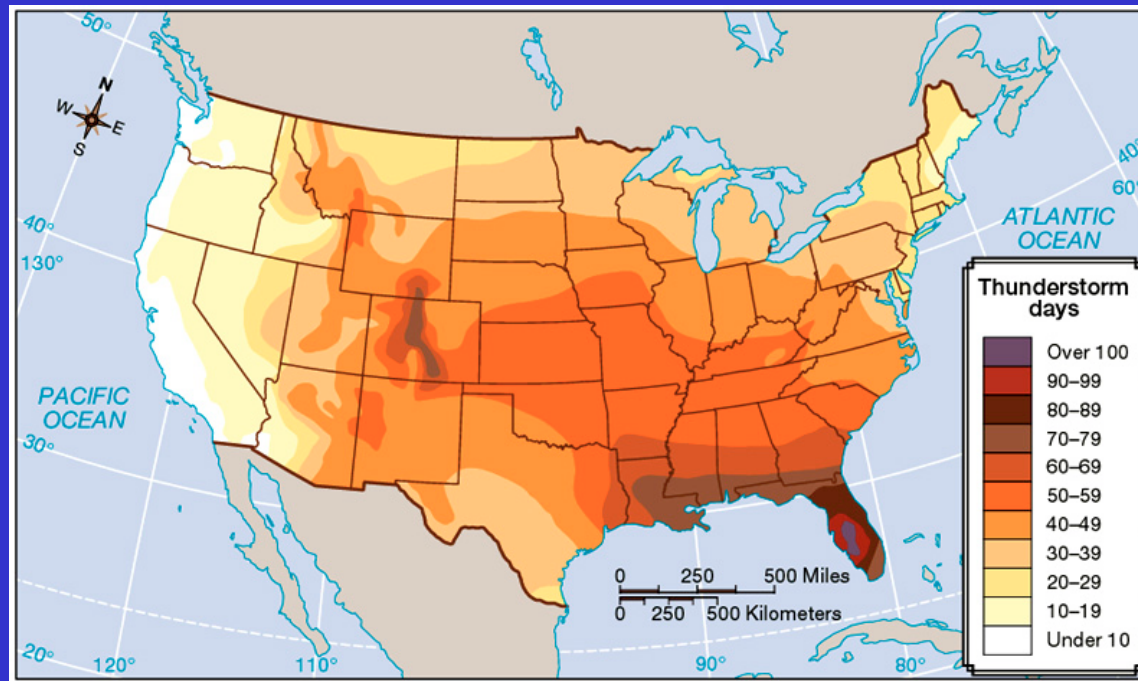 50°
N
W
E
S
40°
60°
40°
130°
ATLANTIC
OCEAN
PACIFIC
OCEAN
30°
20°
120°
110°
90°
80°
0 250 500 Miles
0 250 500 Kilometers
Thunderstorm
days
Over 100
90–99
80–89
70–79
60–69
50–59
40–49
30–39
20–29
10–19
Under 10